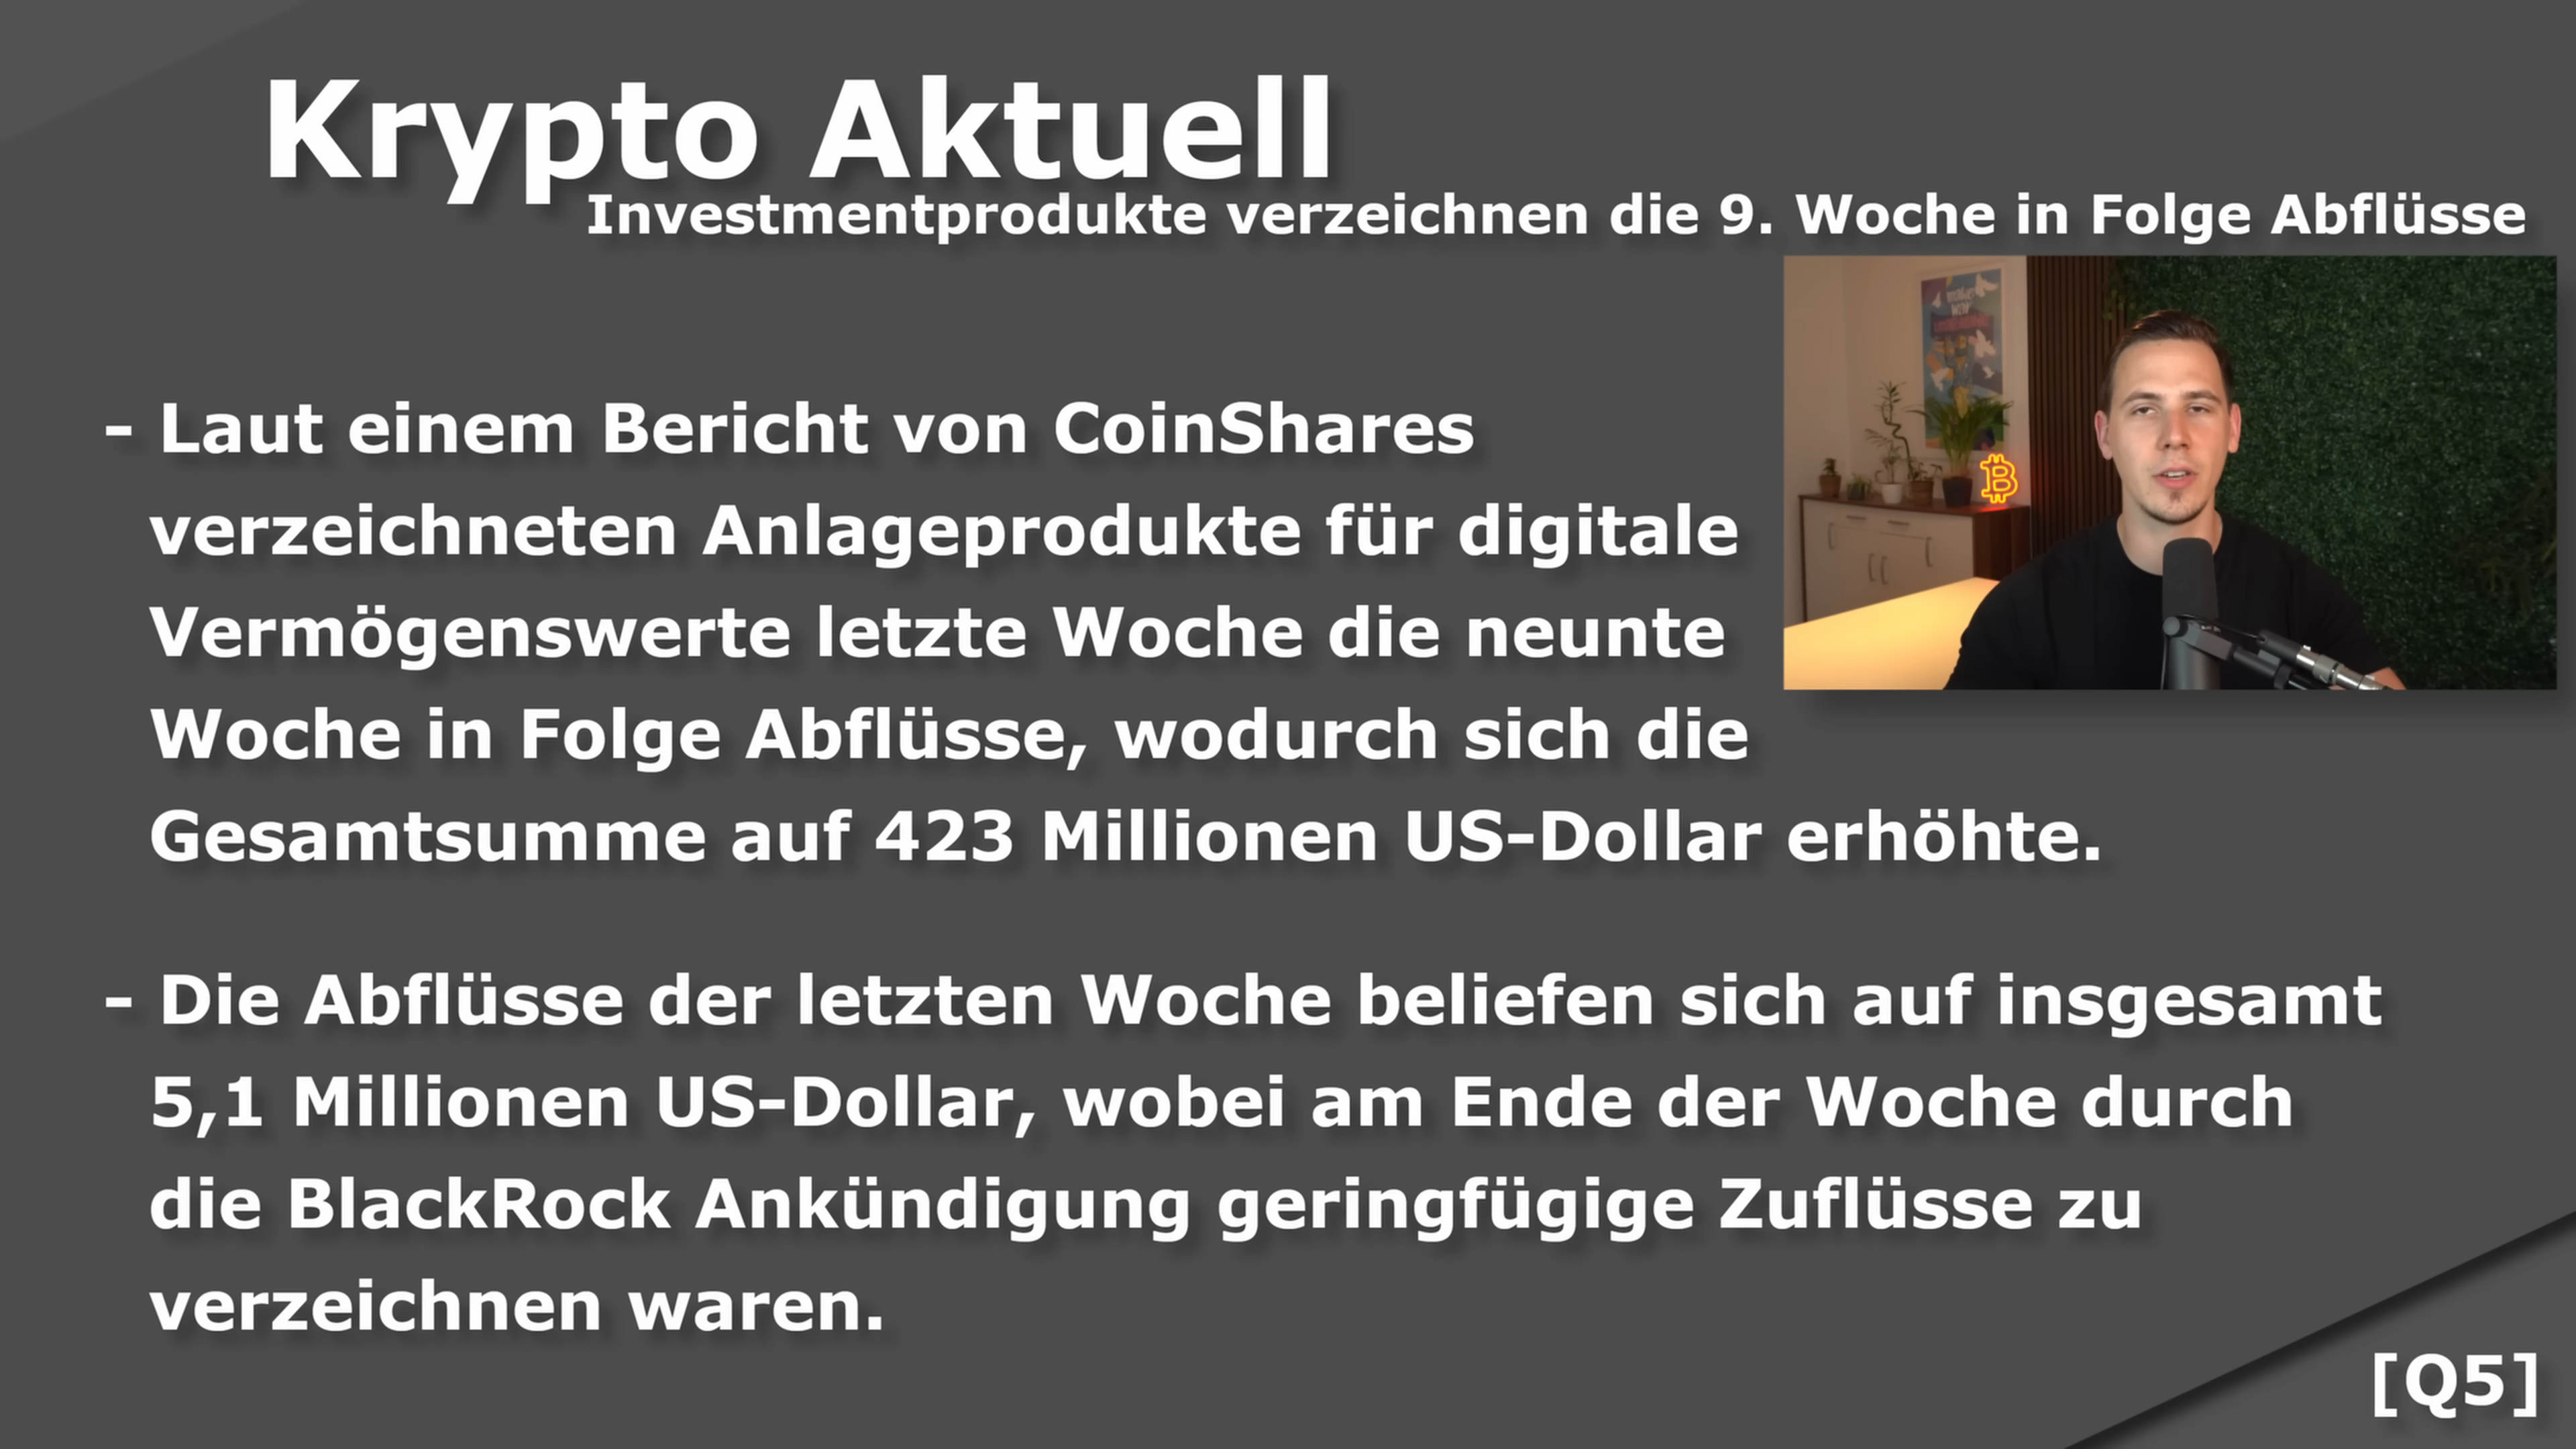 Krypto Aktuell
Investmentprodukte verzeichnen die 9. Woche in Folge Abflüsse
- Laut einem Bericht von CoinShares
verzeichneten Anlageprodukte für digitale
Vermögenswerte letzte Woche die neunte
Woche in Folge Abflüsse, wodurch sich die
Gesamtsumme auf 423 Millionen US-Dollar erhöhte.
- Die Abflüsse der letzten Woche beliefen sich auf insgesamt
5,1 Millionen US-Dollar, wobei am Ende der Woche durch
die BlackRock Ankündigung geringfügige Zuflüsse zu
verzeichnen waren.
[Q5]